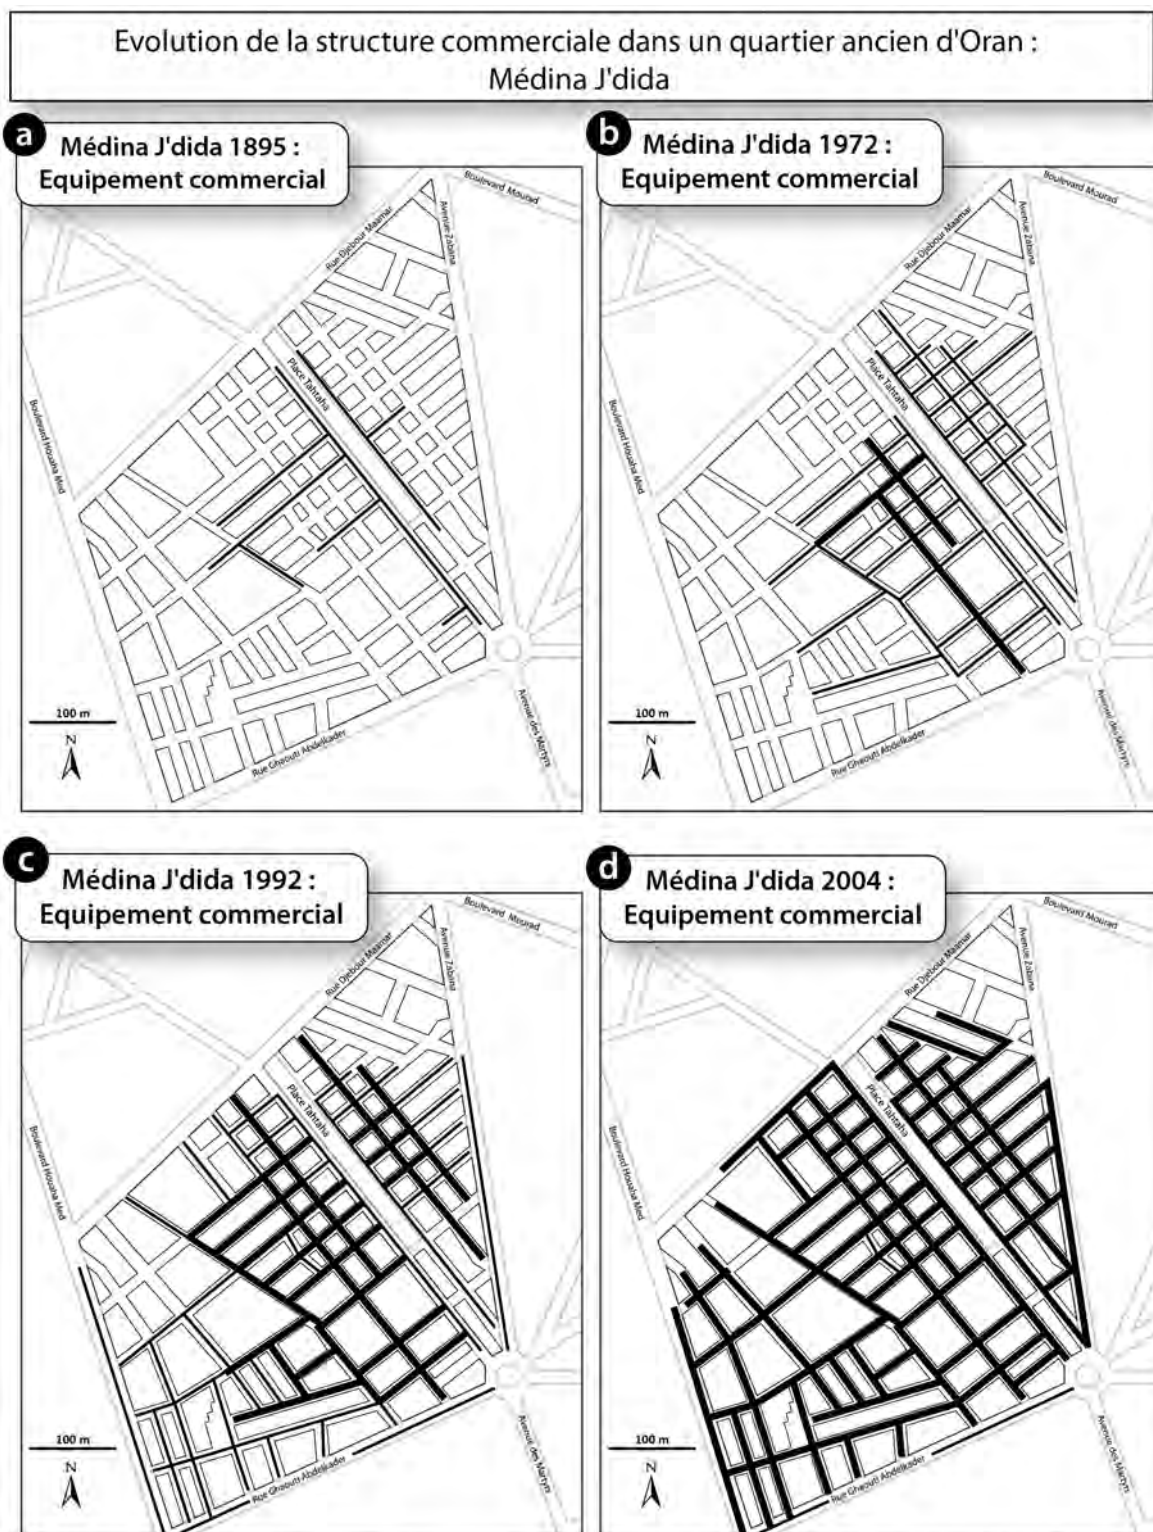 Evolution de la structure commerciale dans un quartier ancien d'Oran :
Médina J'dida
a
Médina J'dida 1895 :
Equipement commercial
Boulevard Mourad
Rue Djebour Maamar
Avenue Zabana
Place Tahtaha
Boulevard Houaha Med
100 m
N
Rue Ghaouti Abdelkader
Avenue des Martyrs
b
Médina J'dida 1972 :
Equipement commercial
Boulevard Mourad
Rue Djebour Maamar
Avenue Zabana
Place Tahtaha
Boulevard Houaha Med
100 m
N
Rue Ghaouti Abdelkader
Avenue des Martyrs
c
Médina J'dida 1992 :
Equipement commercial
Boulevard Mourad
Rue Djebour Maamar
Avenue Zabana
Place Tahtaha
Boulevard Houaha Med
100 m
N
Rue Ghaouti Abdelkader
Avenue des Martyrs
d
Médina J'dida 2004 :
Equipement commercial
Boulevard Mourad
Rue Djebour Maamar
Avenue Zabana
Place Tahtaha
Boulevard Houaha Med
100 m
N
Rue Ghaouti Abdelkader
Avenue des Martyrs